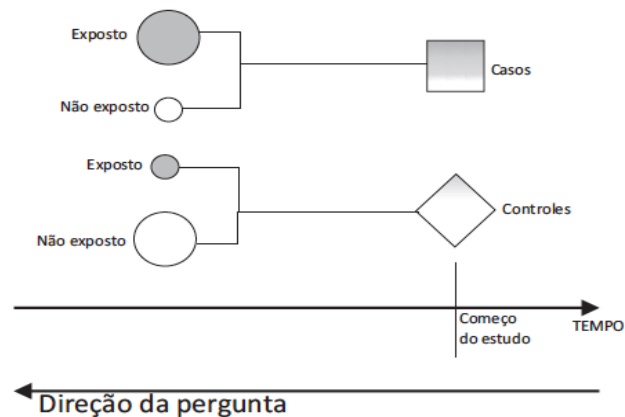 Exposto
Casos
Não exposto
Exposto
Controles
Não exposto
Começo
do estudo
TEMPO
Direção da pergunta